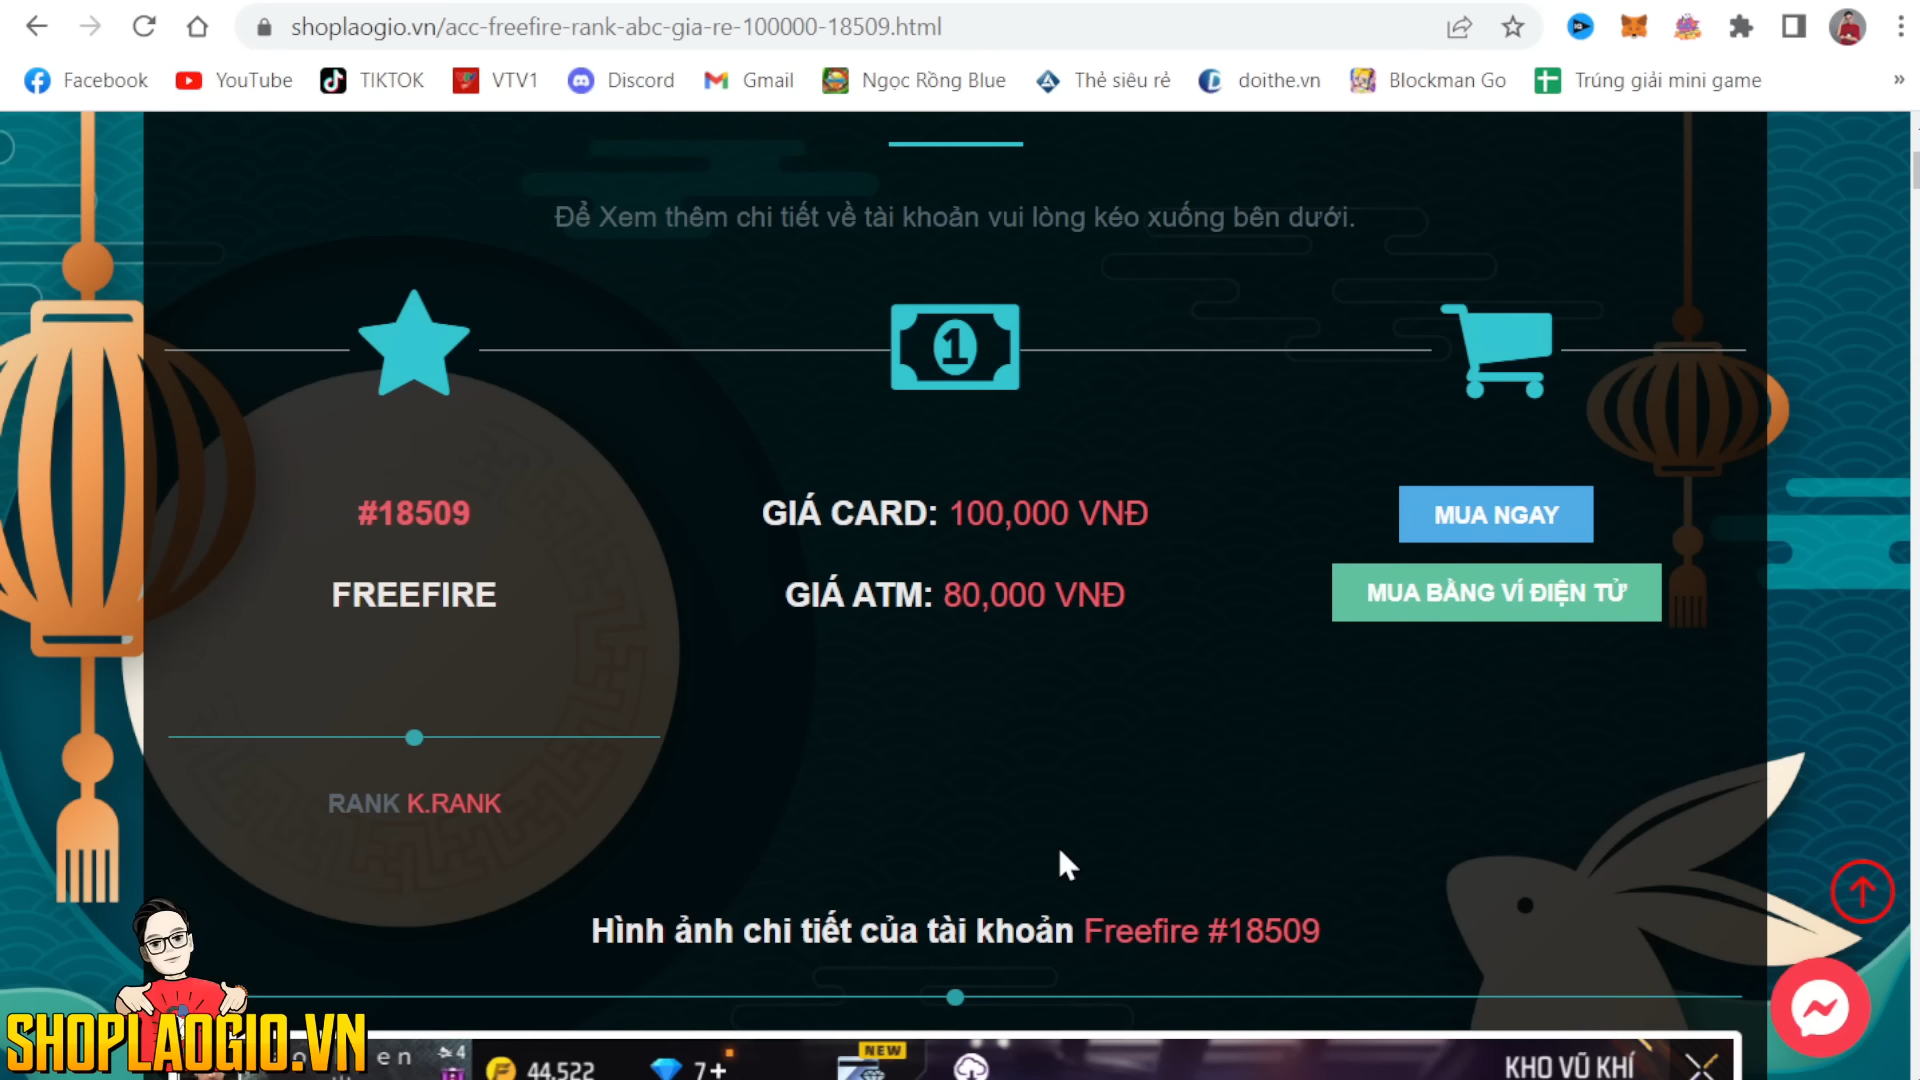 shoplaogio.vn/acc-freefire-rank-abc-gia-re-100000-18509.html
Facebook YouTube TIKTOK VTV1 Discord Gmail Ngọc Rồng Blue Thẻ siêu rẻ doithe.vn Blockman Go Trúng giải mini game »
Để Xem thêm chi tiết về tài khoản vui lòng kéo xuống bên dưới.
1
#18509 GIÁ CARD: 100,000 VNĐ MUA NGAY
FREEFIRE GIÁ ATM: 80,000 VNĐ MUA BẰNG VÍ ĐIỆN TỬ
RANK K.RANK
Hình ảnh chi tiết của tài khoản Freefire #18509
SHOPLAOGIO.VN
en 4 44,522 7+ NEW KHO VŨ KHÍ